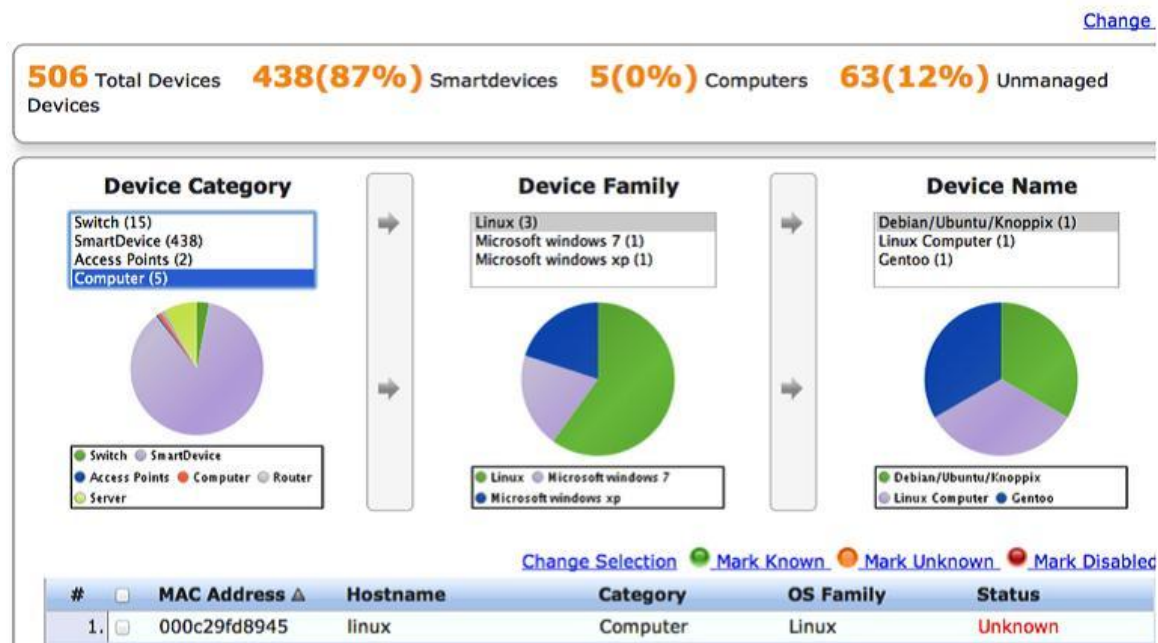 Change
506 Total Devices 438(87%) Smartdevices 5(0%) Computers 63(12%) Unmanaged
Devices
Device Category
Switch (15)
SmartDevice (438)
Access Points (2)
Computer (5)
Switch SmartDevice
Access Points Computer Router
Server
Device Family
Linux (3)
Microsoft windows 7 (1)
Microsoft windows xp (1)
Linux Microsoft windows 7
Microsoft windows xp
Device Name
Debian/Ubuntu/Knoppix (1)
Linux Computer (1)
Gentoo (1)
Debian/Ubuntu/Knoppix
Linux Computer Gentoo
Change Selection Mark Known Mark Unknown Mark Disabled
# MAC Address Hostname Category OS Family Status
1. 000c29fd8945 linux Computer Linux Unknown